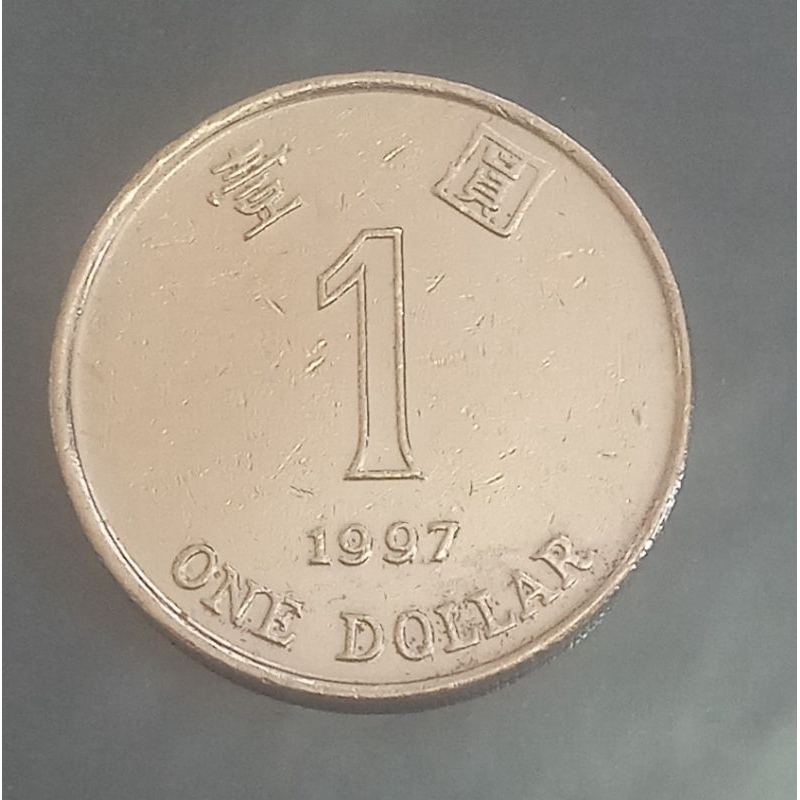 壹 圓
1
1997
ONE DOLLAR